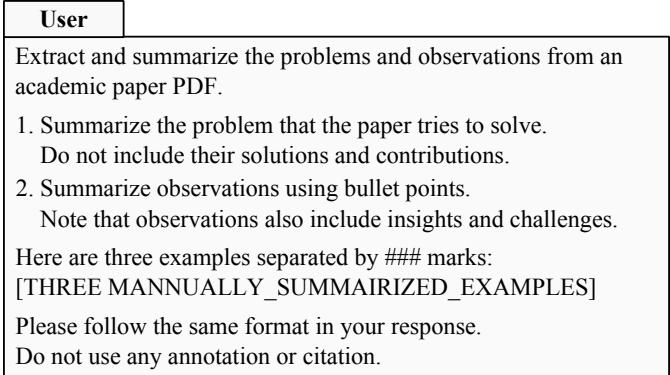 User
Extract and summarize the problems and observations from an
academic paper PDF.
1. Summarize the problem that the paper tries to solve.
Do not include their solutions and contributions.
2. Summarize observations using bullet points.
Note that observations also include insights and challenges.
Here are three examples separated by ### marks:
[THREE MANNUALLY_SUMMAIRIZED_EXAMPLES]
Please follow the same format in your response.
Do not use any annotation or citation.